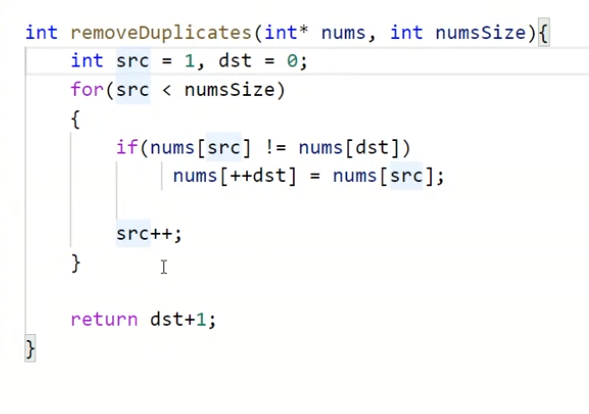 int removeDuplicates(int* nums, int numsSize){
    int src = 1, dst = 0;
    for(src < numsSize)
    {
        if(nums[src] != nums[dst])
            nums[++dst] = nums[src];

        src++;
    }

    return dst+1;
}